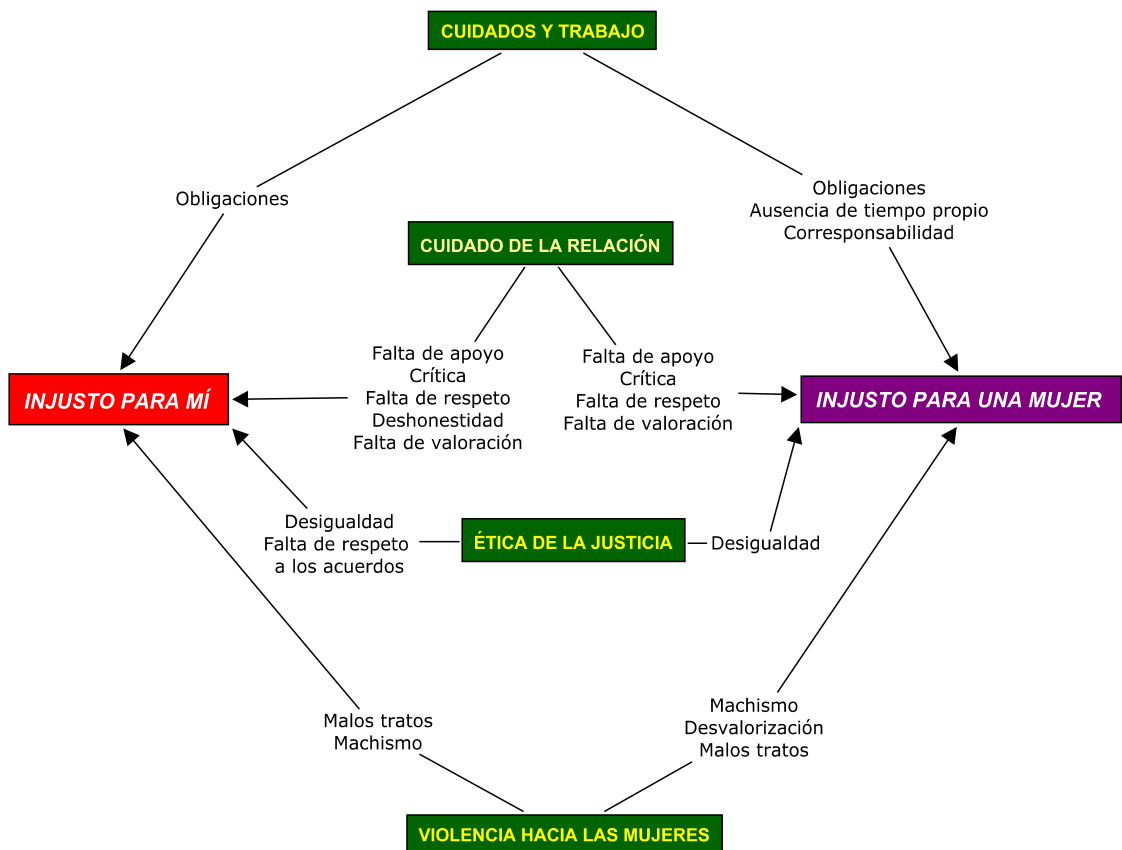 CUIDADOS Y TRABAJO
Obligaciones
Obligaciones
Ausencia de tiempo propio
Corresponsabilidad
CUIDADO DE LA RELACIÓN
Falta de apoyo
Crítica
Falta de respeto
Deshonestidad
Falta de valoración
Falta de apoyo
Crítica
Falta de respeto
Falta de valoración
INJUSTO PARA MÍ
INJUSTO PARA UNA MUJER
Desigualdad
Falta de respeto
a los acuerdos
ÉTICA DE LA JUSTICIA
Desigualdad
Malos tratos
Machismo
Machismo
Desvalorización
Malos tratos
VIOLENCIA HACIA LAS MUJERES